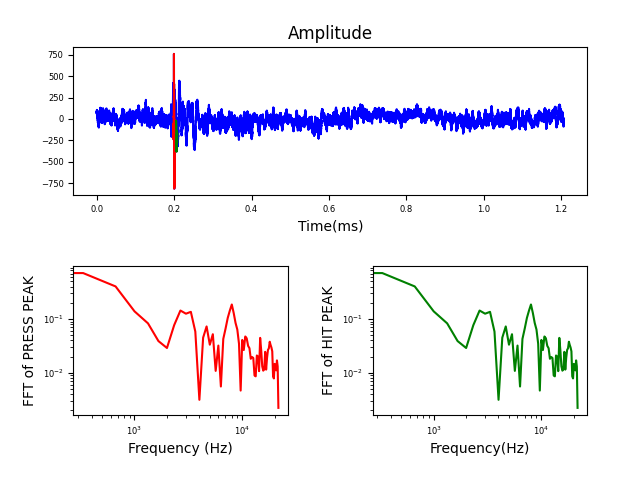 Amplitude
750
500
250
0
−250
−500
−750
0.0 0.2 0.4 0.6 0.8 1.0 1.2
Time(ms)
FFT of PRESS PEAK
10⁻¹
10⁻²
10³ 10⁴
Frequency (Hz)
FFT of HIT PEAK
10⁻¹
10⁻²
10³ 10⁴
Frequency(Hz)